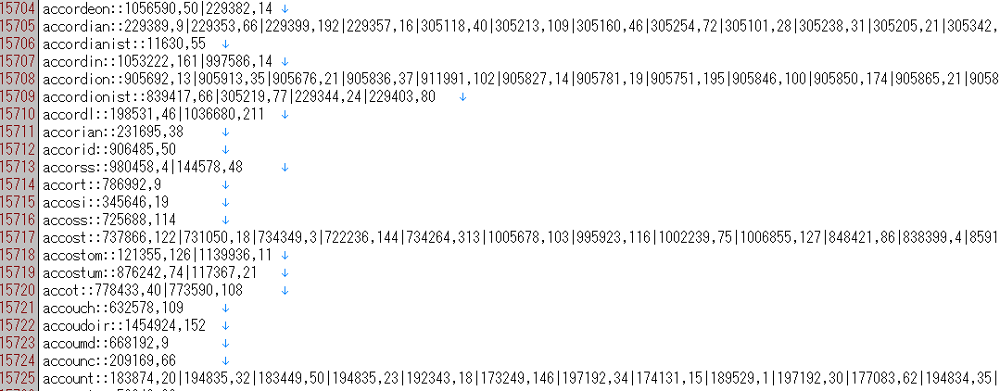 15704 accordeon::1056590,50|229382,14 ↓
15705 accordian::229389,9|229353,66|229399,192|229357,16|305118,40|305213,109|305160,46|305254,72|305101,28|305238,31|305205,21|305342,
15706 accordianist::11630,55 ↓
15707 accordin::1053222,161|997586,14 ↓
15708 accordion::905692,13|905913,35|905676,21|905836,37|911991,102|905827,14|905781,19|905751,195|905846,100|905850,174|905865,21|9058
15709 accordionist::839417,66|305219,77|229344,24|229403,80 ↓
15710 accordl::198531,46|1036680,211 ↓
15711 accorian::231695,38 ↓
15712 accorid::906485,50 ↓
15713 accorss::980458,4|144578,48 ↓
15714 accort::786992,9 ↓
15715 accosi::345646,19 ↓
15716 accoss::725688,114 ↓
15717 accost::737866,122|731050,18|734349,3|722236,144|734264,313|1005678,103|995923,116|1002239,75|1006855,127|848421,86|838399,4|8591
15718 accostom::121355,126|1139936,11 ↓
15719 accostum::876242,74|117367,21 ↓
15720 accot::778433,40|773590,108 ↓
15721 accouch::632578,109 ↓
15722 accoudoir::1454924,152 ↓
15723 accoumd::668192,9 ↓
15724 accounc::209169,66 ↓
15725 account::183874,20|194835,32|183449,50|194835,23|192343,18|173249,146|197192,34|174131,15|189529,1|197192,30|177083,62|194834,35|